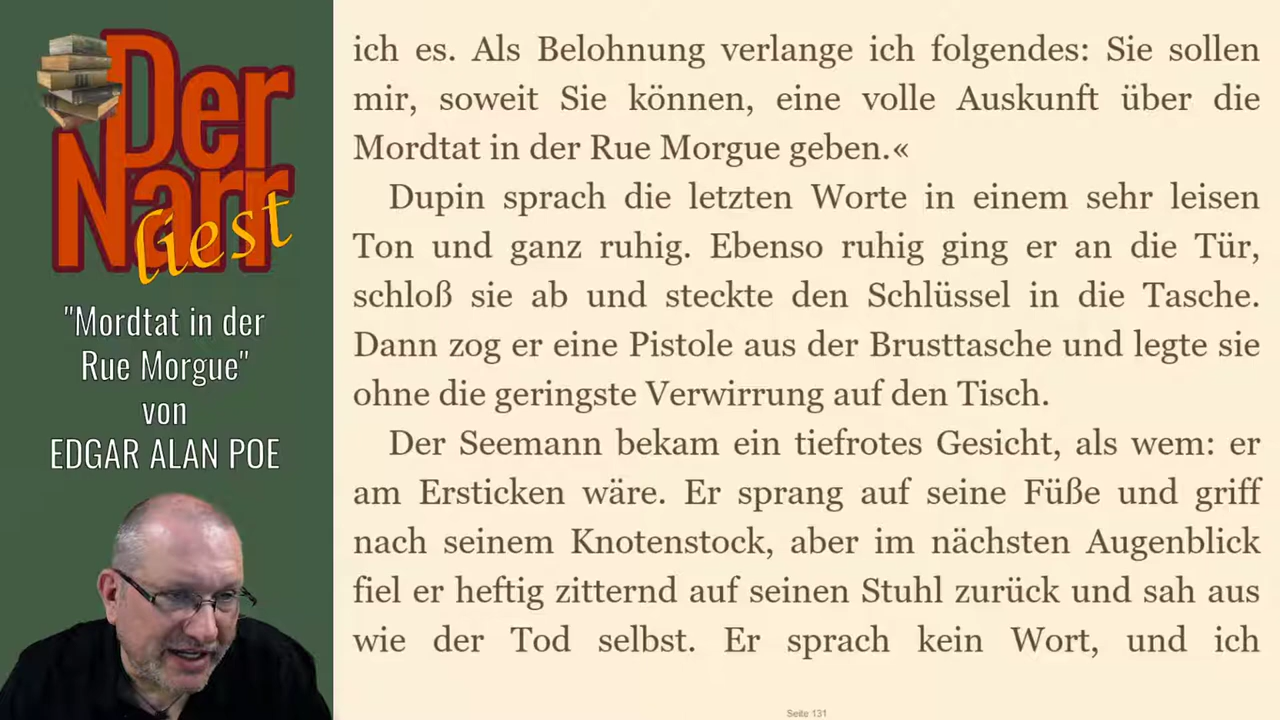 Der
Narr
liest
"Mordtat in der
Rue Morgue"
von
EDGAR ALAN POE
ich es. Als Belohnung verlange ich folgendes: Sie sollen
mir, soweit Sie können, eine volle Auskunft über die
Mordtat in der Rue Morgue geben.«
Dupin sprach die letzten Worte in einem sehr leisen
Ton und ganz ruhig. Ebenso ruhig ging er an die Tür,
schloß sie ab und steckte den Schlüssel in die Tasche.
Dann zog er eine Pistole aus der Brusttasche und legte sie
ohne die geringste Verwirrung auf den Tisch.
Der Seemann bekam ein tiefrotes Gesicht, als wem: er
am Ersticken wäre. Er sprang auf seine Füße und griff
nach seinem Knotenstock, aber im nächsten Augenblick
fiel er heftig zitternd auf seinen Stuhl zurück und sah aus
wie der Tod selbst. Er sprach kein Wort, und ich
Seite 131